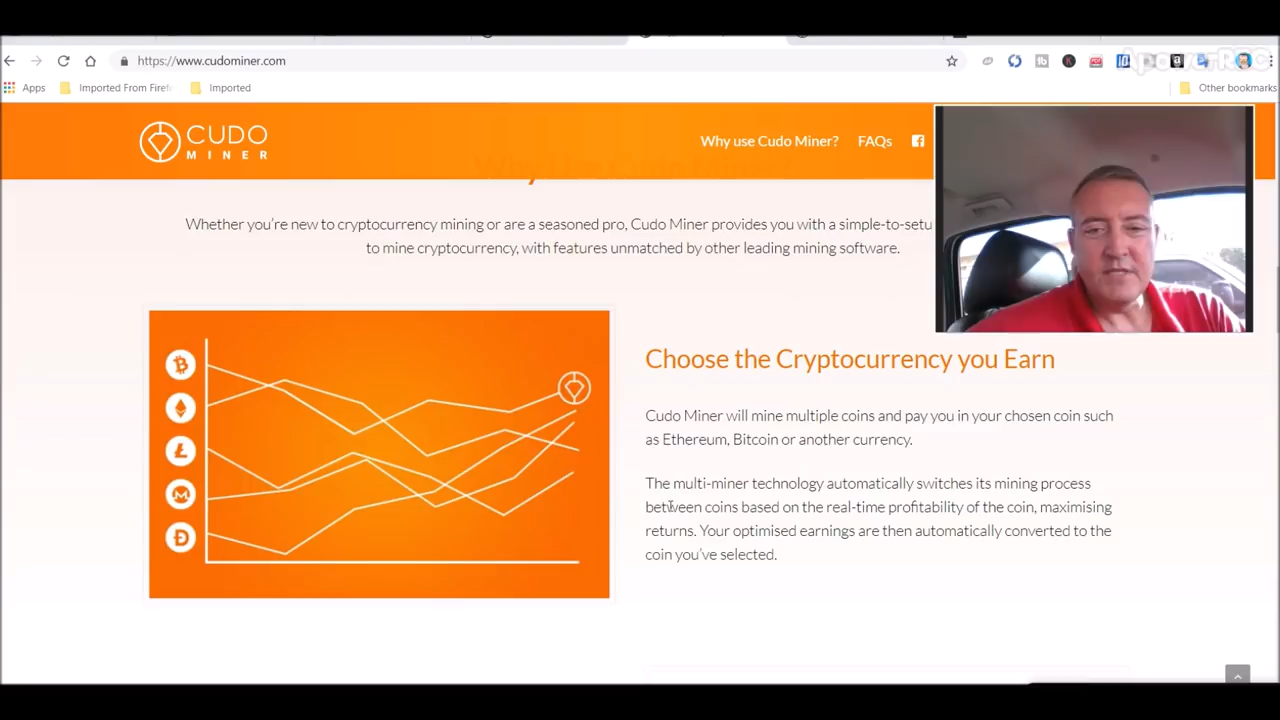 ApowerREC
https://www.cudominer.com
Apps
Imported From Firef
Imported
Other bookmarks
CUDO
MINER
Why use Cudo Miner?
FAQs
Whether you're new to cryptocurrency mining or are a seasoned pro, Cudo Miner provides you with a simple-to-setu
to mine cryptocurrency, with features unmatched by other leading mining software.
Choose the Cryptocurrency you Earn
Cudo Miner will mine multiple coins and pay you in your chosen coin such
as Ethereum, Bitcoin or another currency.
The multi-miner technology automatically switches its mining process
between coins based on the real-time profitability of the coin, maximising
returns. Your optimised earnings are then automatically converted to the
coin you've selected.